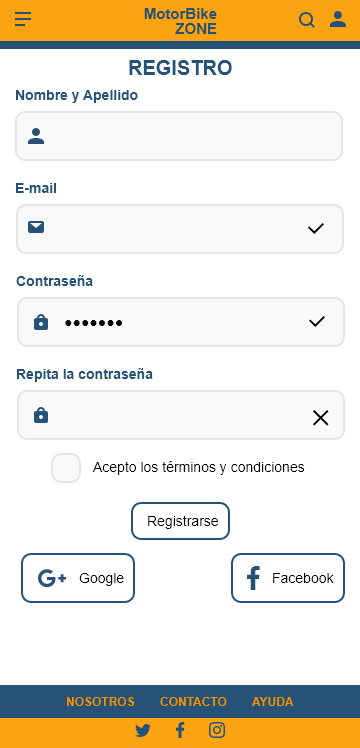 MotorBike
ZONE
REGISTRO
Nombre y Apellido
E-mail
Contraseña
•••••••
Repita la contraseña
Acepto los términos y condiciones
Registrarse
G+ Google
Facebook
NOSOTROS CONTACTO AYUDA